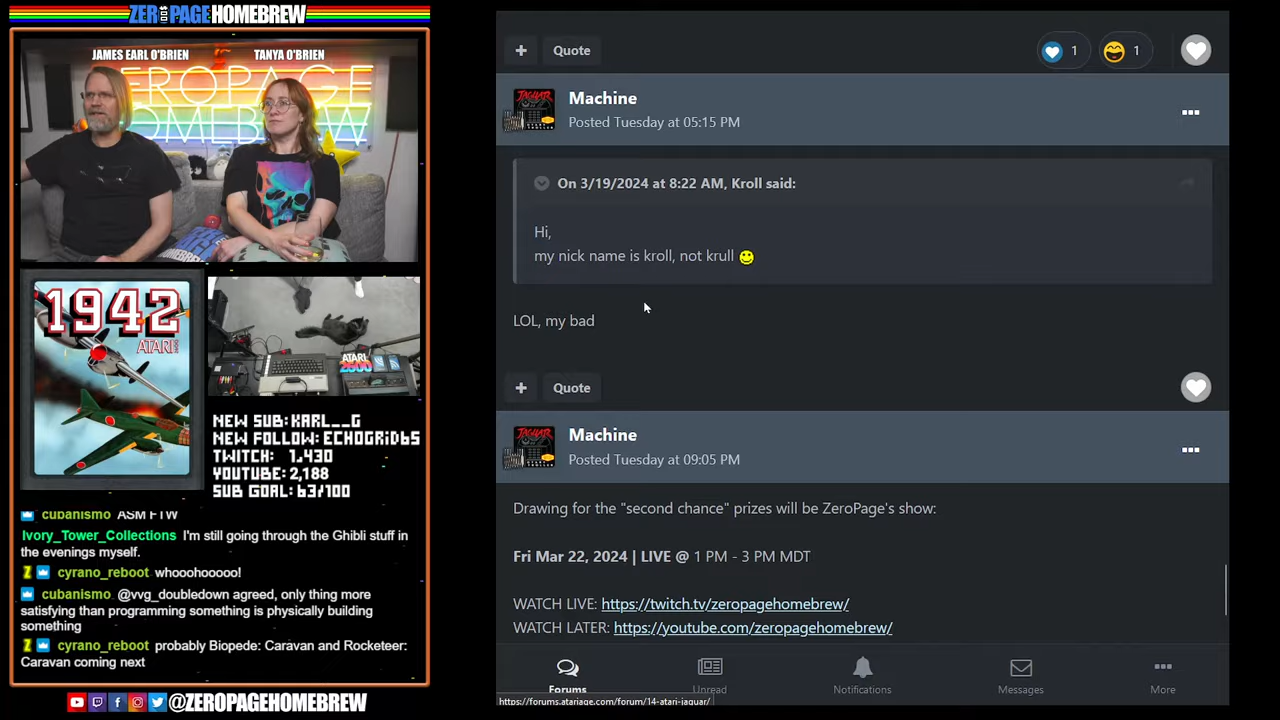 ZEROPAGEHOMEBREW
JAMES EARL O'BRIEN
TANYA O'BRIEN
ZEROPAGE
HOMEBREW
1942
ATARI
ATARI
2600
NEW SUB: KARL__G
NEW FOLLOW: ECHOGRID65
TWITCH: 1,430
YOUTUBE: 2,188
SUB GOAL: 63/100
cubanismo ASM FTW
Ivory_Tower_Collections I'm still going through the Ghibli stuff in
the evenings myself.
cyrano_reboot whooohooooo!
cubanismo @vvg_doubledown agreed, only thing more
satisfying than programming something is physically building
something
cyrano_reboot probably Biopede: Caravan and Rocketeer:
Caravan coming next
@ZEROPAGEHOMEBREW
+ Quote
1
1
JAGUAR
Machine
Posted Tuesday at 05:15 PM
On 3/19/2024 at 8:22 AM, Kroll said:
Hi,
my nick name is kroll, not krull
LOL, my bad
+ Quote
JAGUAR
Machine
Posted Tuesday at 09:05 PM
Drawing for the "second chance" prizes will be ZeroPage's show:
Fri Mar 22, 2024 | LIVE @ 1 PM - 3 PM MDT
WATCH LIVE: https://twitch.tv/zeropagehomebrew/
WATCH LATER: https://youtube.com/zeropagehomebrew/
Forums
Unread
Notifications
Messages
More
https://forums.atariage.com/forum/14-atari-jaguar/